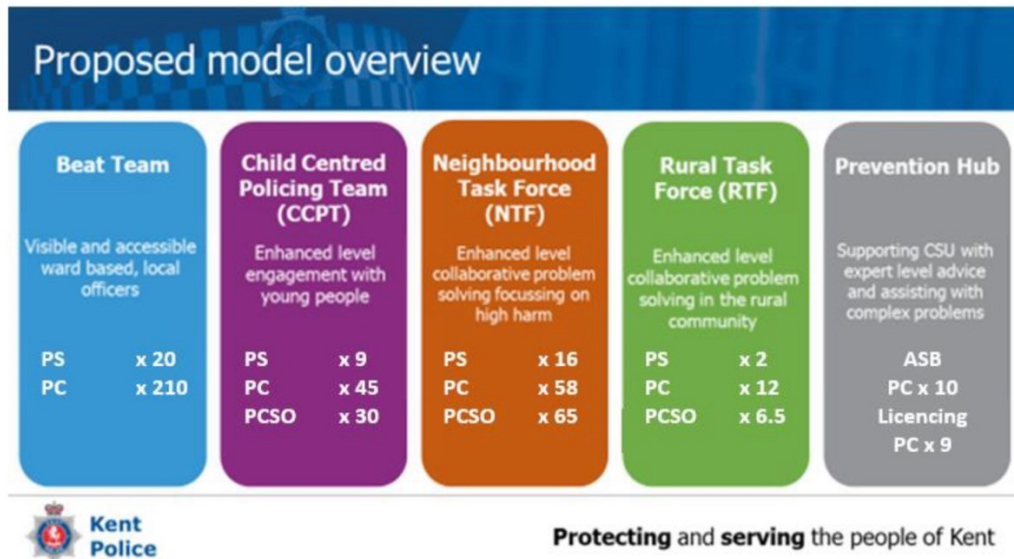 Proposed model overview
Beat Team
Visible and accessible
ward based, local
officers
PS x 20
PC x 210
Child Centred
Policing Team
(CCPT)
Enhanced level
engagement with
young people
PS x 9
PC x 45
PCSO x 30
Neighbourhood
Task Force
(NTF)
Enhanced level
collaborative problem
solving focussing on
high harm
PS x 16
PC x 58
PCSO x 65
Rural Task
Force (RTF)
Enhanced level
collaborative problem
solving in the rural
community
PS x 2
PC x 12
PCSO x 6.5
Prevention Hub
Supporting CSU with
expert level advice
and assisting with
complex problems
ASB
PC x 10
Licencing
PC x 9
Kent
Police
Protecting and serving the people of Kent